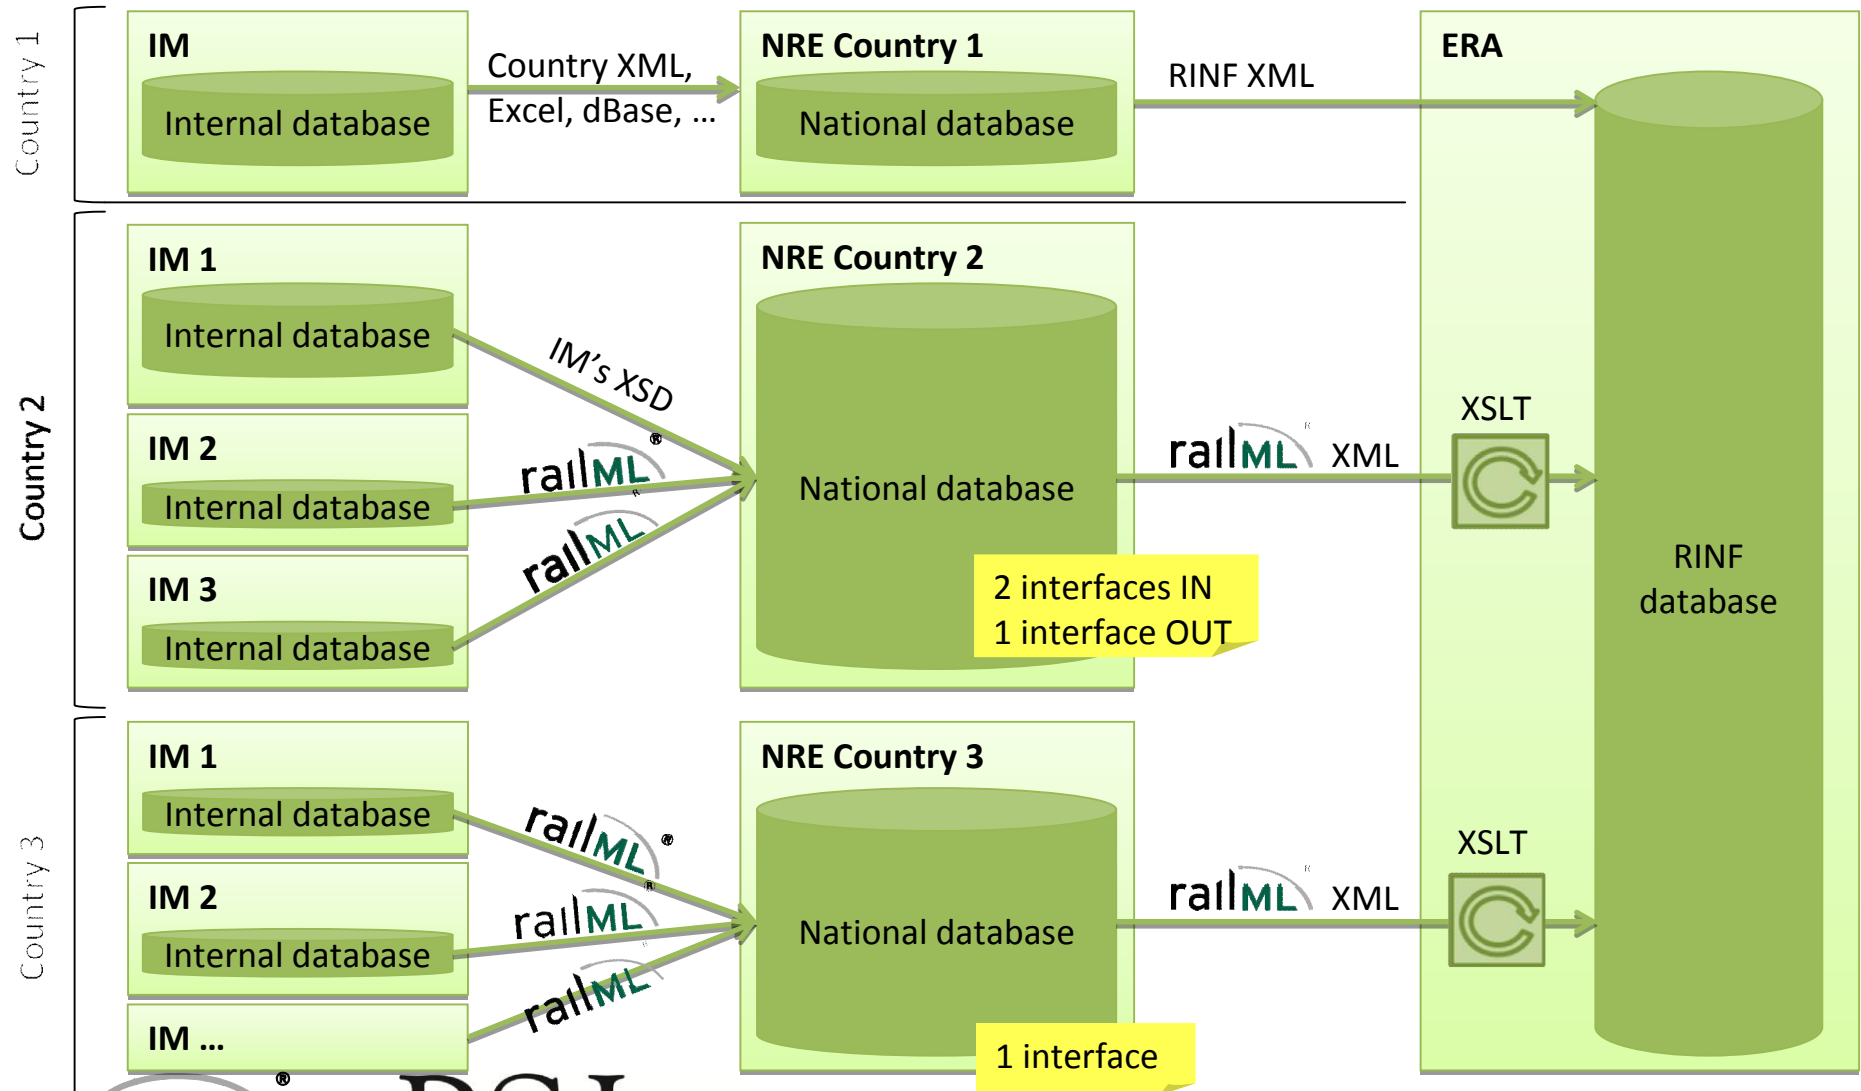 Country 1
IM
Internal database
Country XML,
Excel, dBase, ...
NRE Country 1
National database
RINF XML
ERA
Country 2
IM 1
Internal database
IM's XSD
IM 2
Internal database
railML®
IM 3
Internal database
railML®
NRE Country 2
National database
2 interfaces IN
1 interface OUT
railML® XML
XSLT
RINF
database
Country 3
IM 1
Internal database
railML®
IM 2
Internal database
railML®
IM ...
railML®
NRE Country 3
National database
1 interface
railML® XML
XSLT
®